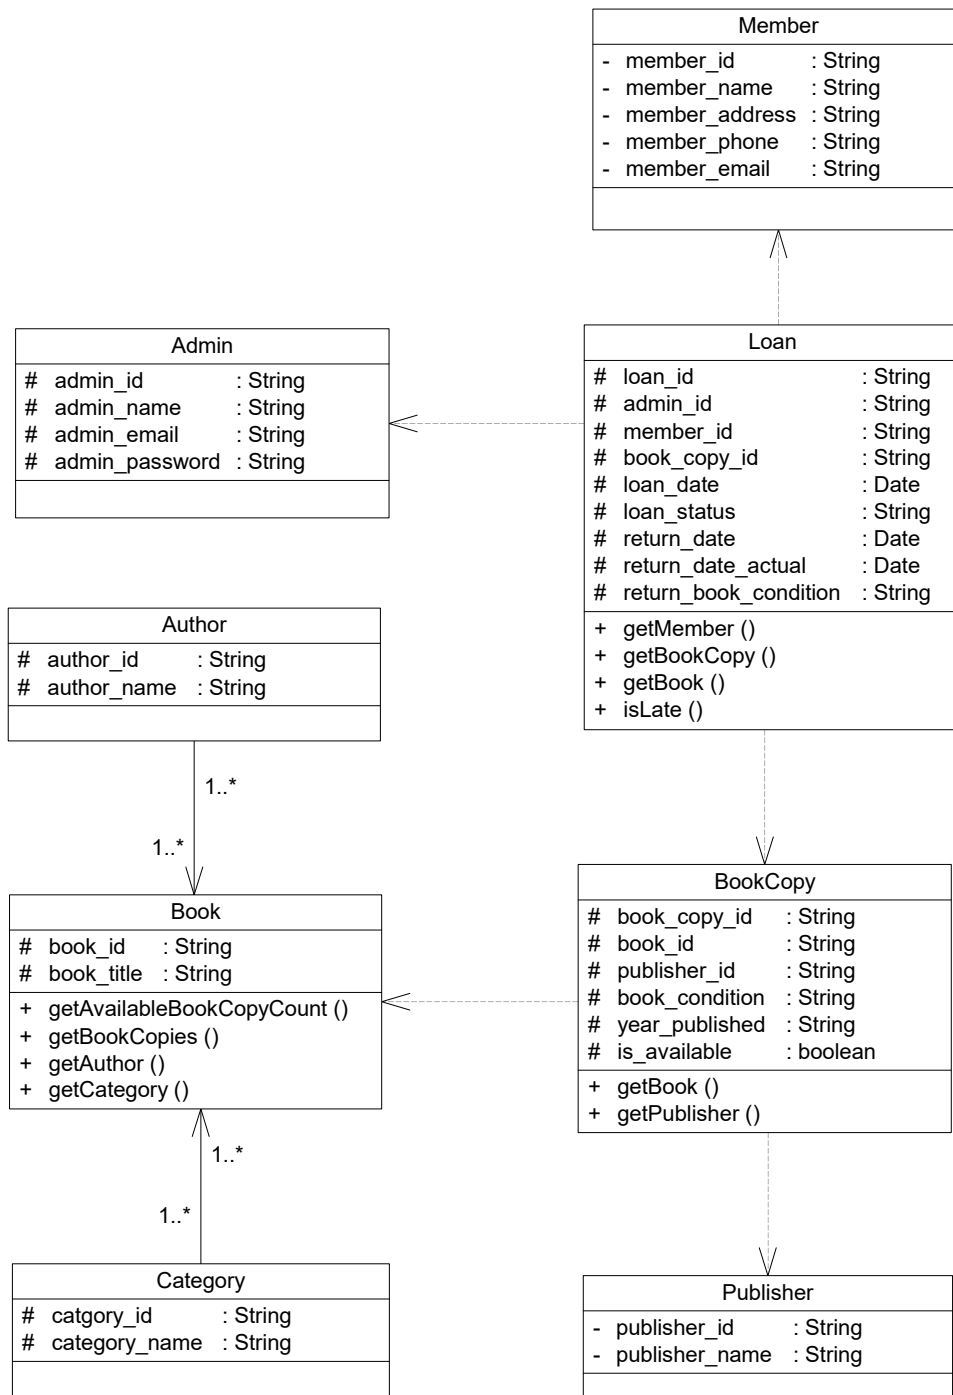 Member
- member_id : String
- member_name : String
- member_address : String
- member_phone : String
- member_email : String
Admin
# admin_id : String
# admin_name : String
# admin_email : String
# admin_password : String
Loan
# loan_id : String
# admin_id : String
# member_id : String
# book_copy_id : String
# loan_date : Date
# loan_status : String
# return_date : Date
# return_date_actual : Date
# return_book_condition : String
+ getMember ()
+ getBookCopy ()
+ getBook ()
+ isLate ()
Author
# author_id : String
# author_name : String
1..*
1..*
Book
# book_id : String
# book_title : String
+ getAvailableBookCopyCount ()
+ getBookCopies ()
+ getAuthor ()
+ getCategory ()
BookCopy
# book_copy_id : String
# book_id : String
# publisher_id : String
# book_condition : String
# year_published : String
# is_available : boolean
+ getBook ()
+ getPublisher ()
1..*
1..*
Category
# catgory_id : String
# category_name : String
Publisher
- publisher_id : String
- publisher_name : String